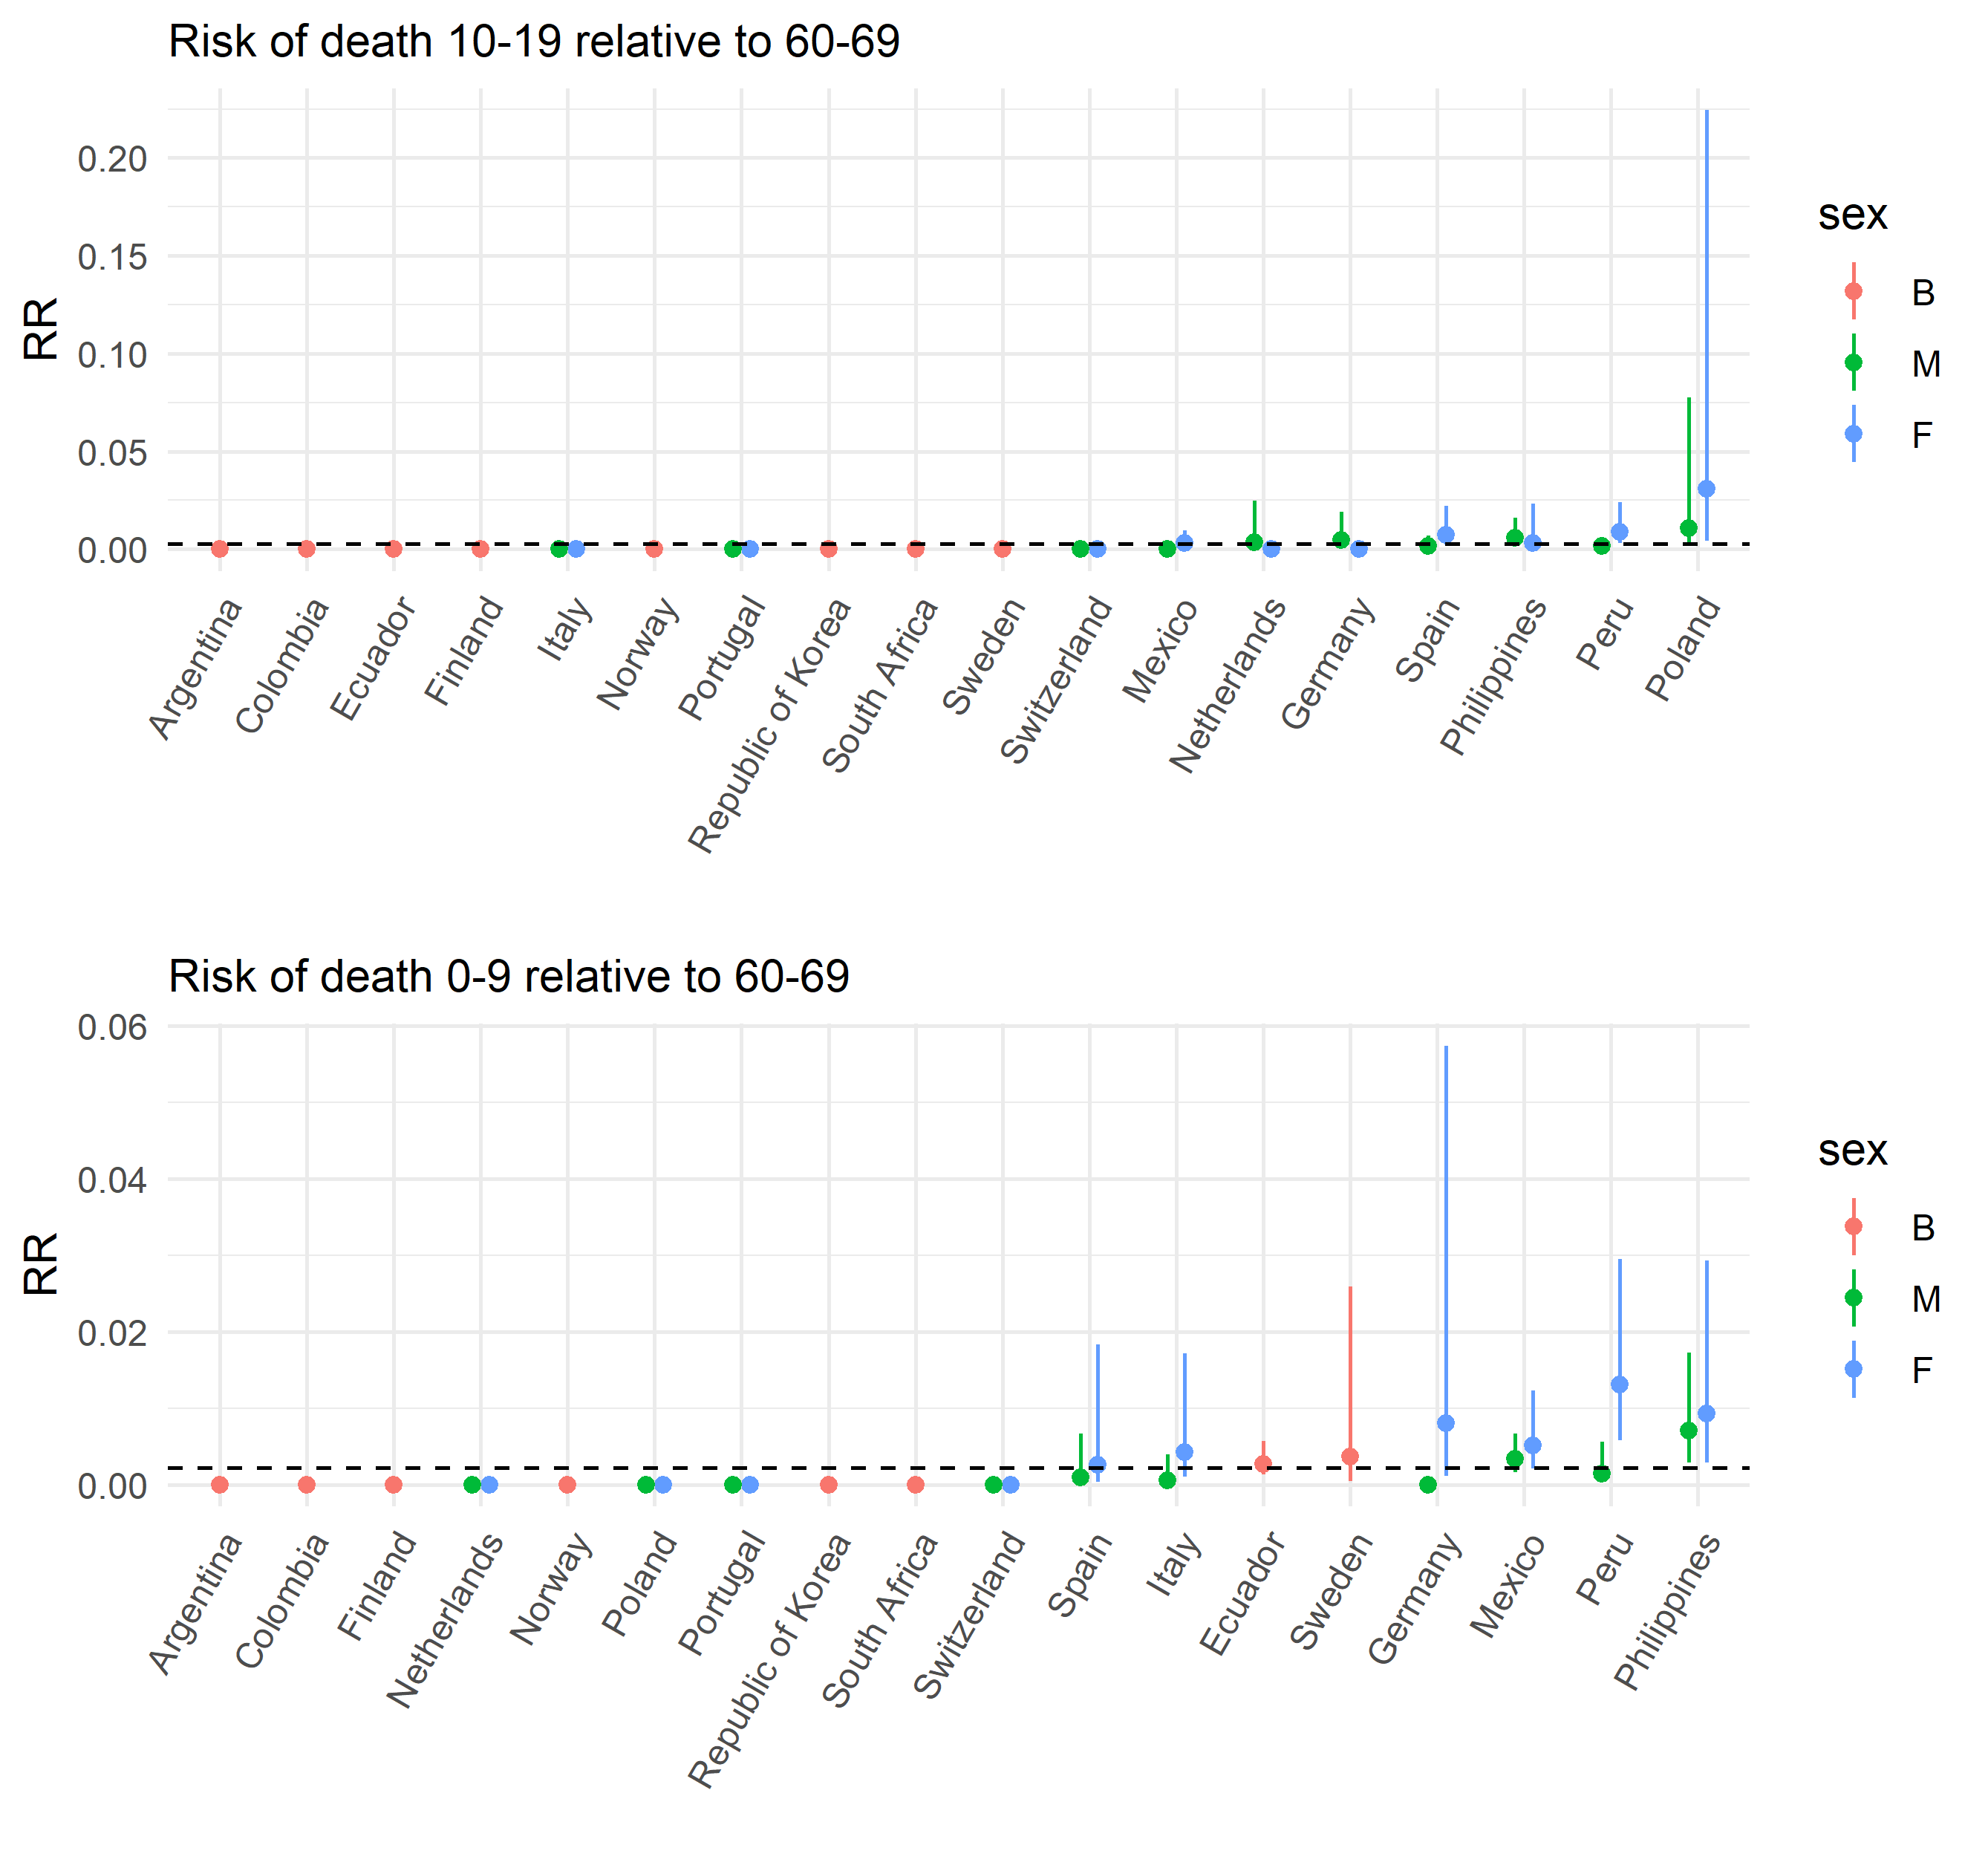 Risk of death 10-19 relative to 60-69
0.20
0.15
0.10
0.05
0.00
RR
Argentina
Colombia
Ecuador
Finland
Italy
Norway
Portugal
Republic of Korea
South Africa
Sweden
Switzerland
Mexico
Netherlands
Germany
Spain
Philippines
Peru
Poland
sex
B
M
F
Risk of death 0-9 relative to 60-69
0.06
0.04
0.02
0.00
RR
Argentina
Colombia
Finland
Netherlands
Norway
Poland
Portugal
Republic of Korea
South Africa
Switzerland
Spain
Italy
Ecuador
Sweden
Germany
Mexico
Peru
Philippines
sex
B
M
F